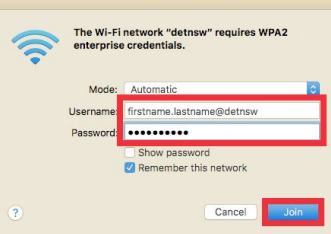 The Wi-Fi network “detnsw” requires WPA2
enterprise credentials.
Mode: Automatic
Username: firstname.lastname@detnsw
Password: ••••••••••
Show password
Remember this network
? Cancel Join